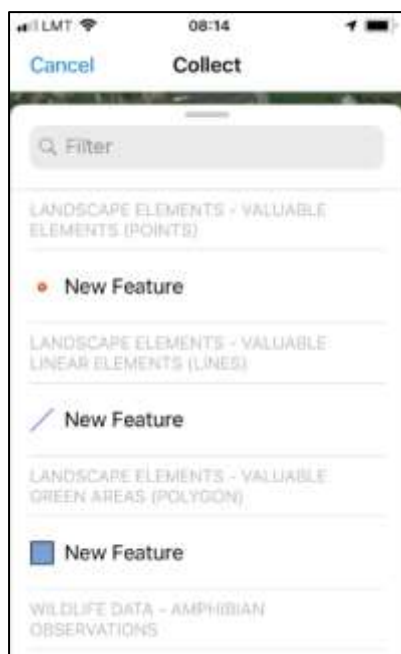 LMT 08:14
Cancel Collect
Filter
LANDSCAPE ELEMENTS - VALUABLE
ELEMENTS (POINTS)
New Feature
LANDSCAPE ELEMENTS - VALUABLE
LINEAR ELEMENTS (LINES)
New Feature
LANDSCAPE ELEMENTS - VALUABLE
GREEN AREAS (POLYGON)
New Feature
WILDLIFE DATA - AMPHIBIAN
OBSERVATIONS